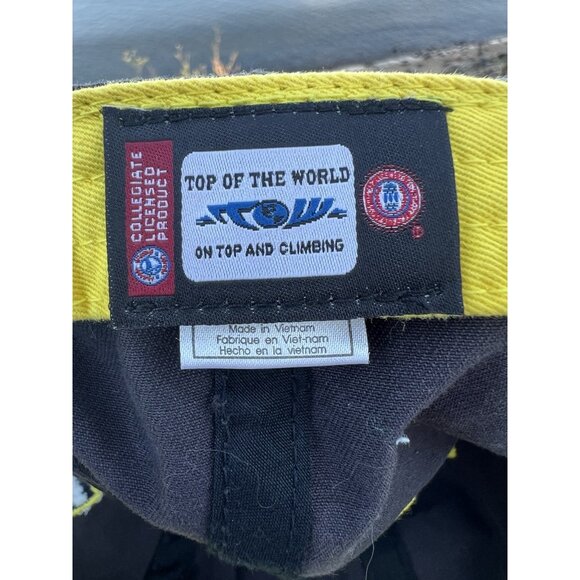 COLLEGIATE
LICENSED
PRODUCT
TOP OF THE WORLD
TOW
ON TOP AND CLIMBING
®
Made in Vietnam
Fabrique en Viet-nam
Hecho en la vietnam